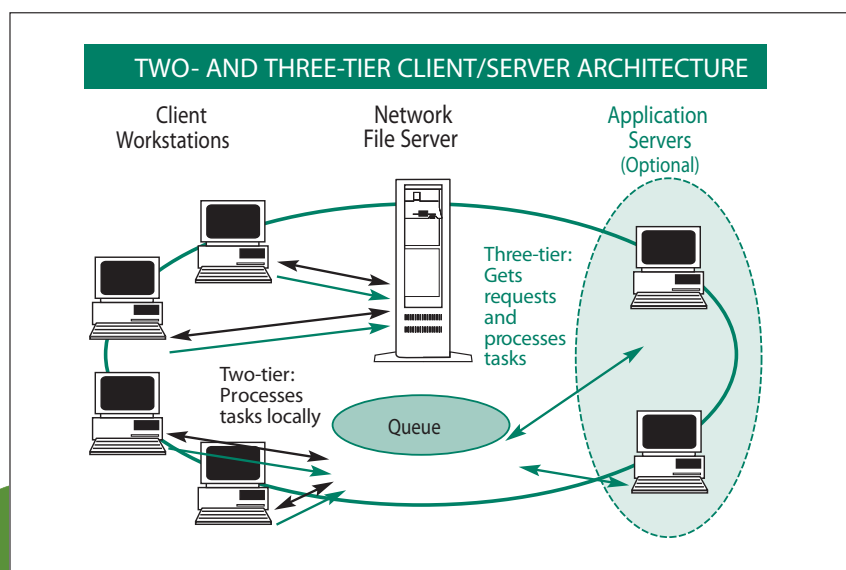 TWO- AND THREE-TIER CLIENT/SERVER ARCHITECTURE
Client
Workstations
Network
File Server
Application
Servers
(Optional)
Three-tier:
Gets
requests
and
processes
tasks
Two-tier:
Processes
tasks locally
Queue